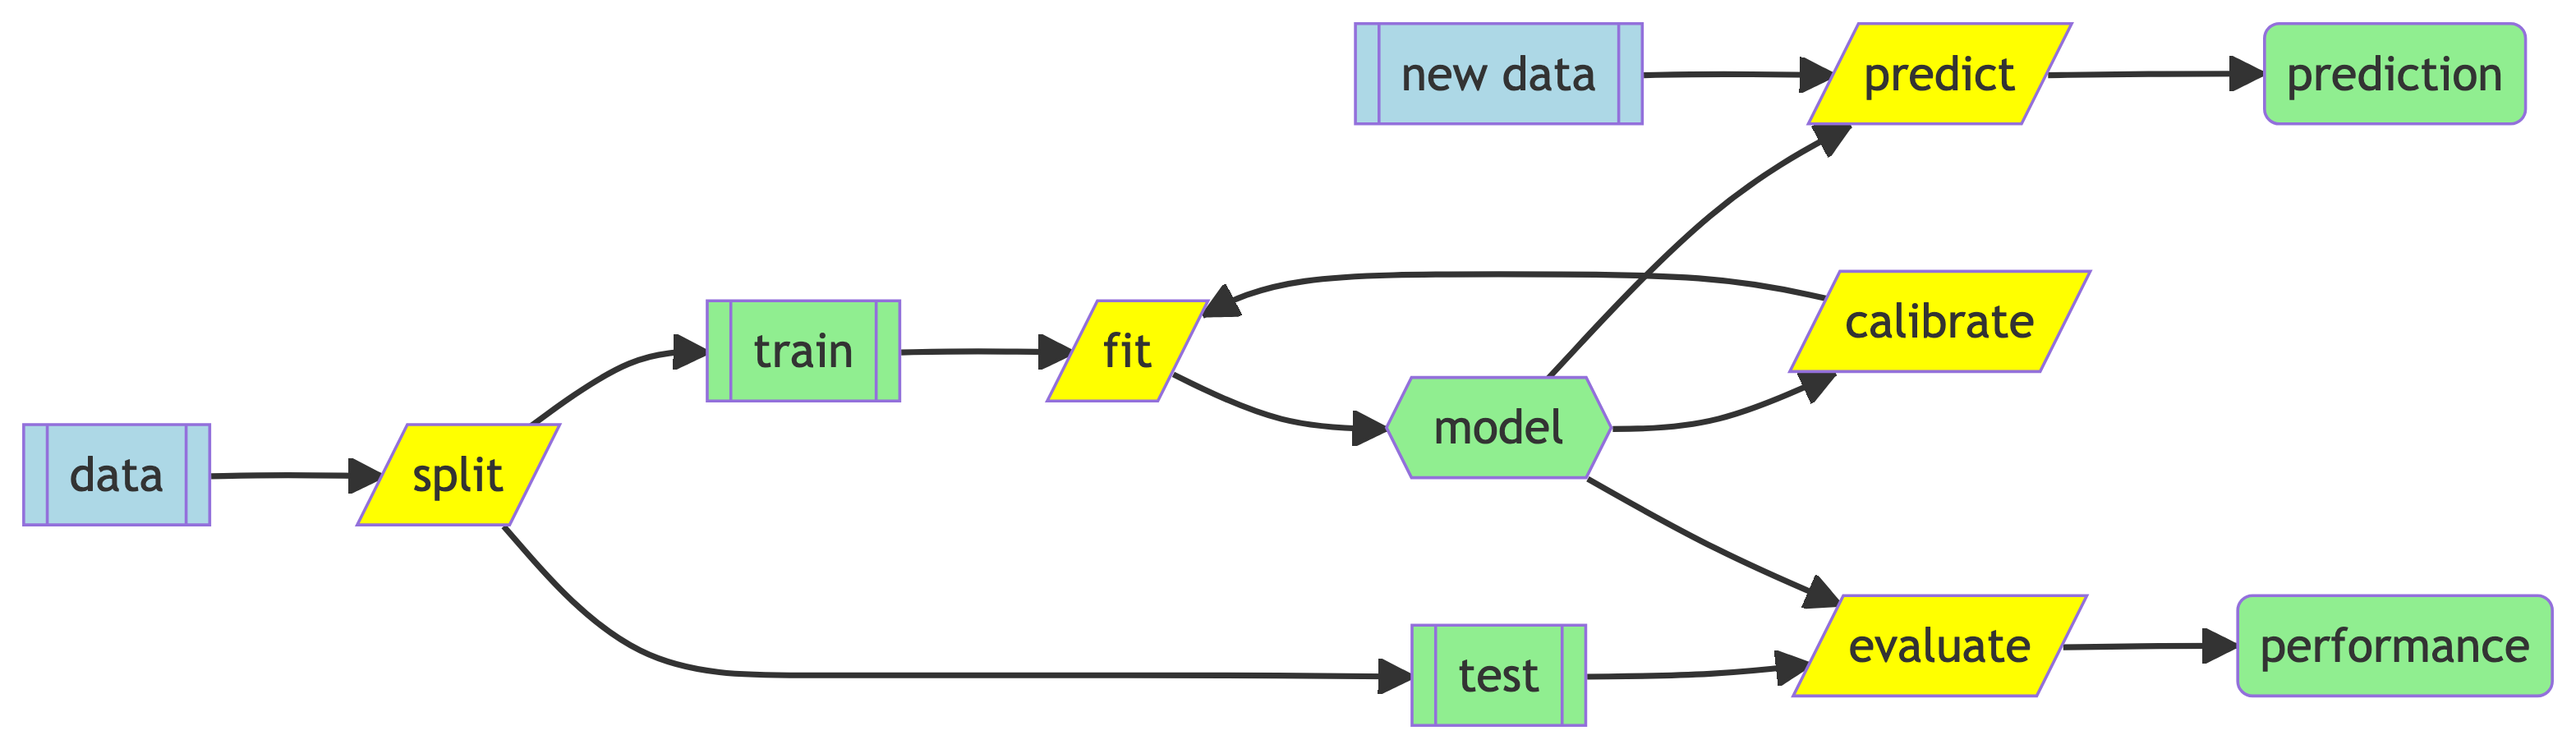 new data
predict
prediction
calibrate
train
fit
model
data
split
evaluate
performance
test